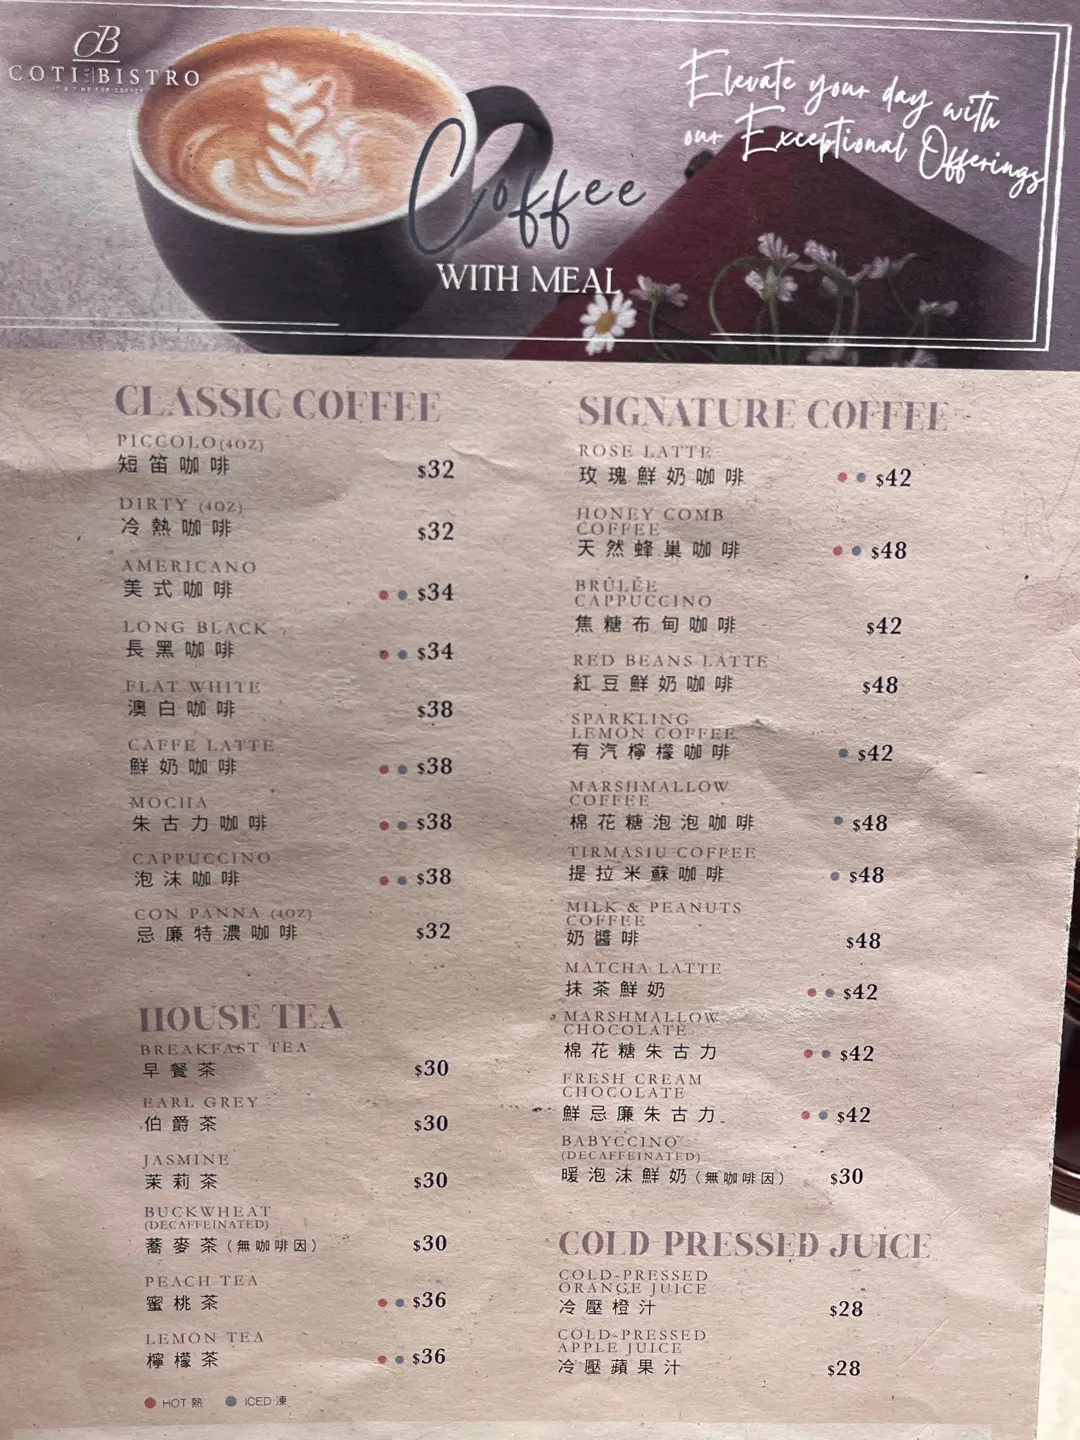 CB
COTI BISTRO
Elevate your day with
our Exceptional Offerings
Coffee
WITH MEAL
CLASSIC COFFEE
PICCOLO (4OZ)
短笛咖啡 $32
DIRTY (4OZ)
冷熱咖啡 $32
AMERICANO
美式咖啡 $34
LONG BLACK
長黑咖啡 $34
FLAT WHITE
澳白咖啡 $38
CAFFE LATTE
鮮奶咖啡 $38
MOCHA
朱古力咖啡 $38
CAPPUCCINO
泡沫咖啡 $38
CON PANNA (4OZ)
忌廉特濃咖啡 $32
HOUSE TEA
BREAKFAST TEA
早餐茶 $30
EARL GREY
伯爵茶 $30
JASMINE
茉莉茶 $30
BUCKWHEAT
(DECAFFEINATED)
蕎麥茶(無咖啡因) $30
PEACH TEA
蜜桃茶 $36
LEMON TEA
檸檬茶 $36
HOT 熱 ICED 凍
SIGNATURE COFFEE
ROSE LATTE
玫瑰鮮奶咖啡 $42
HONEY COMB
COFFEE
天然蜂巢咖啡 $48
BRÛLÉE
CAPPUCCINO
焦糖布甸咖啡 $42
RED BEANS LATTE
紅豆鮮奶咖啡 $48
SPARKLING
LEMON COFFEE
有汽檸檬咖啡 $42
MARSHMALLOW
COFFEE
棉花糖泡泡咖啡 $48
TIRMASIU COFFEE
提拉米蘇咖啡 $48
MILK & PEANUTS
COFFEE
奶醬啡 $48
MATCHA LATTE
抹茶鮮奶 $42
MARSHMALLOW
CHOCOLATE
棉花糖朱古力 $42
FRESH CREAM
CHOCOLATE
鮮忌廉朱古力 $42
BABYCCINO
(DECAFFEINATED)
暖泡沫鮮奶(無咖啡因) $30
COLD PRESSED JUICE
COLD-PRESSED
ORANGE JUICE
冷壓橙汁 $28
COLD-PRESSED
APPLE JUICE
冷壓蘋果汁 $28